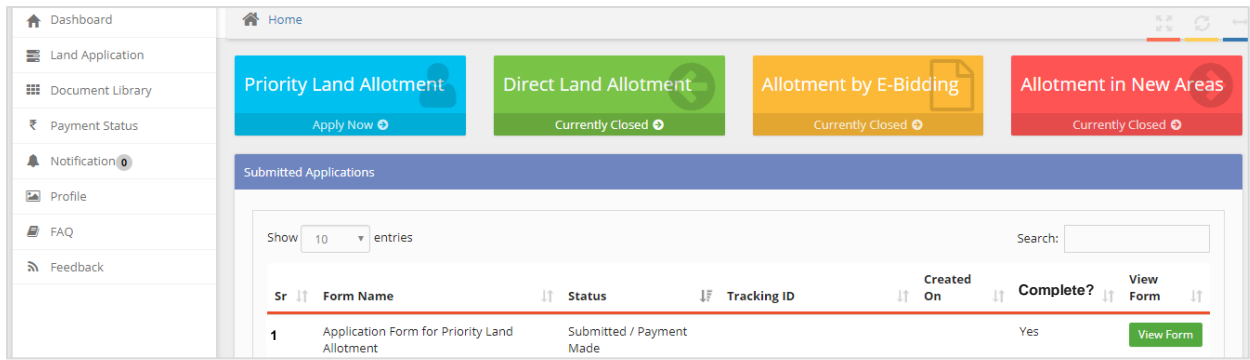 Dashboard
Land Application
Document Library
₹ Payment Status
Notification 0
Profile
FAQ
Feedback
Home
Priority Land Allotment
Apply Now
Direct Land Allotment
Currently Closed
Allotment by E-Bidding
Currently Closed
Allotment in New Areas
Currently Closed
Submitted Applications
Show 10 entries
Search:
Sr Form Name Status Tracking ID Created On Complete? View Form
1 Application Form for Priority Land Allotment Submitted / Payment Made Yes View Form